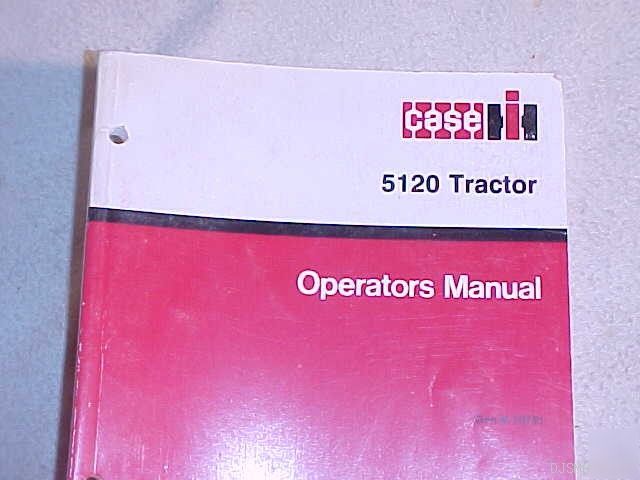 case IH
5120 Tractor
Operators Manual